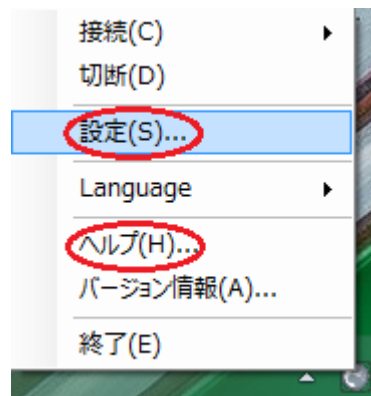 接続(C)
切断(D)
設定(S)...
Language
ヘルプ(H)...
バージョン情報(A)...
終了(E)